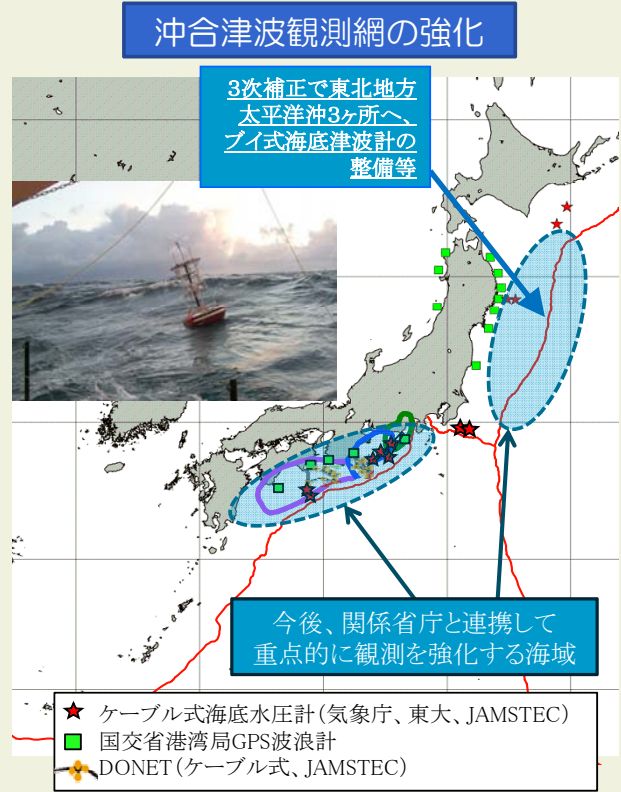 沖合津波観測網の強化
3次補正で東北地方
太平洋沖3ヶ所へ、
ブイ式海底津波計の
整備等
今後、関係省庁と連携して
重点的に観測を強化する海域
ケーブル式海底水圧計(気象庁、東大、JAMSTEC)
国交省港湾局GPS波浪計
DONET(ケーブル式、JAMSTEC)